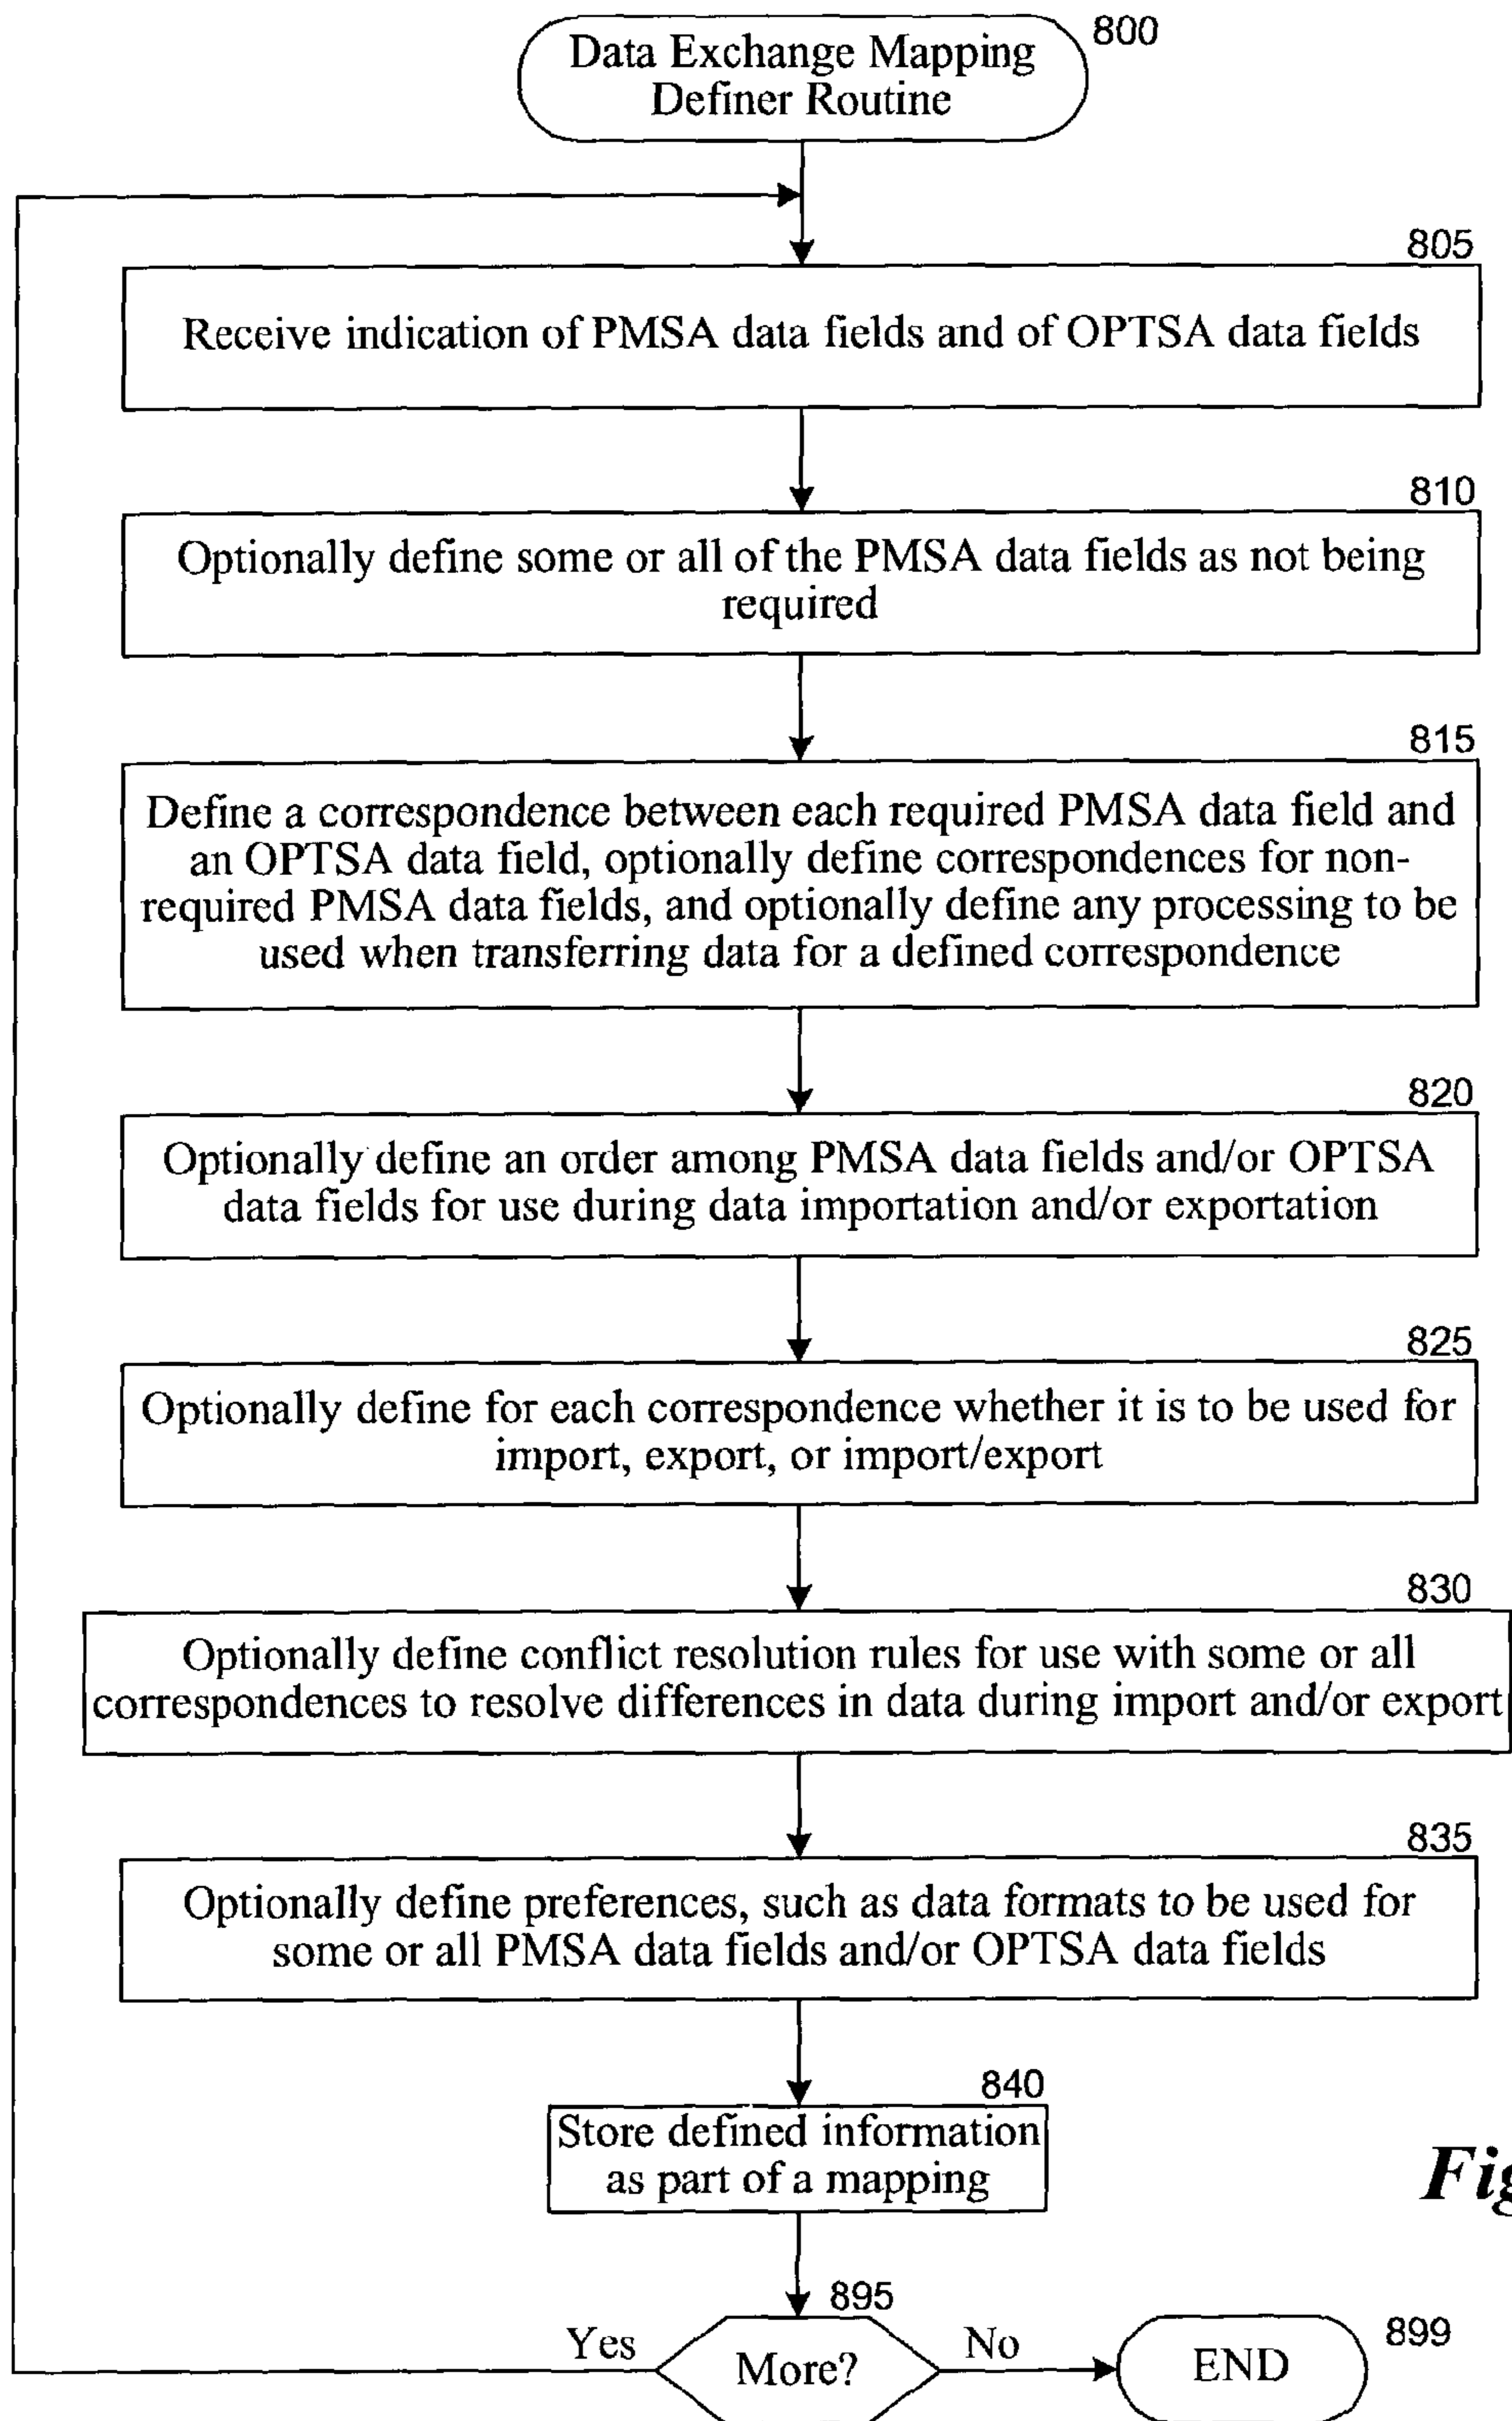 800
Data Exchange Mapping
Definer Routine
805
Receive indication of PMSA data fields and of OPTSA data fields
810
Optionally define some or all of the PMSA data fields as not being
required
815
Define a correspondence between each required PMSA data field and
an OPTSA data field, optionally define correspondences for non-
required PMSA data fields, and optionally define any processing to be
used when transferring data for a defined correspondence
820
Optionally define an order among PMSA data fields and/or OPTSA
data fields for use during data importation and/or exportation
825
Optionally define for each correspondence whether it is to be used for
import, export, or import/export
830
Optionally define conflict resolution rules for use with some or all
correspondences to resolve differences in data during import and/or export
835
Optionally define preferences, such as data formats to be used for
some or all PMSA data fields and/or OPTSA data fields
840
Store defined information
as part of a mapping
Fig
895
Yes
More?
No
END
899